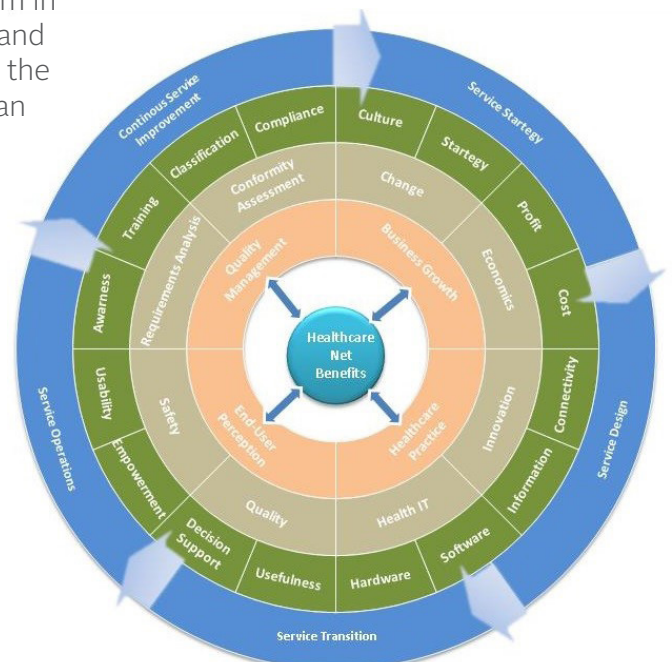 m in
and
the
an
Continous Service
Improvement
Service Startegy
Service Design
Service Transition
Service Operations
Culture
Startegy
Profit
Cost
Connectivity
Information
Software
Hardware
Usefulness
Decision
Support
Empowerment
Usability
Awarness
Training
Classification
Compliance
Change
Economics
Innovation
Health IT
Quality
Safety
Requirements Analysis
Conformity
Assessment
Business Growth
Healthcare
Practice
End-User
Perception
Quality
Management
Healthcare
Net
Benefits